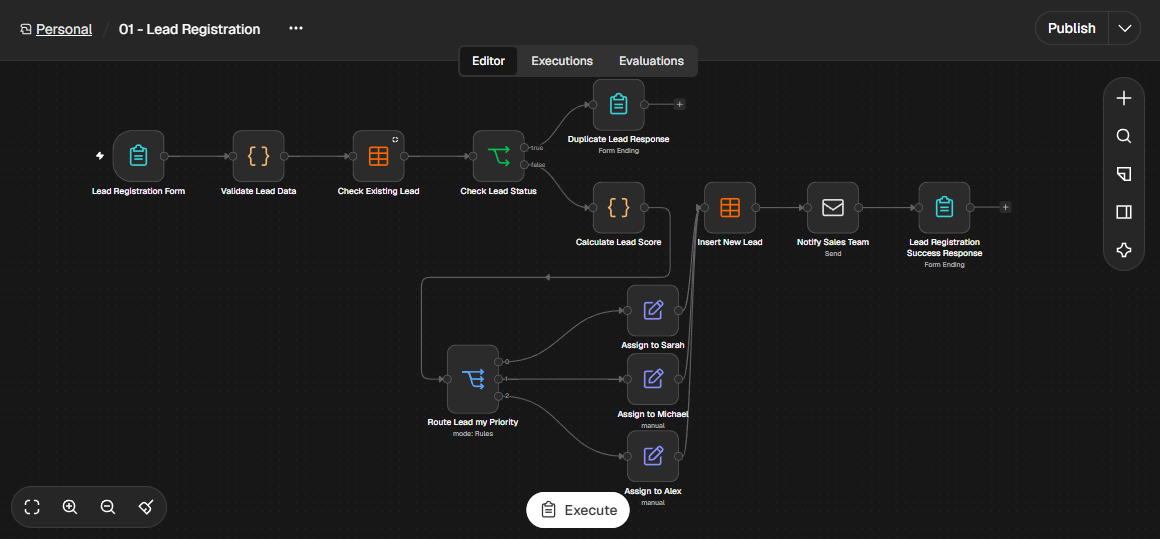 Personal / 01 - Lead Registration ...
Publish
Editor Executions Evaluations
Duplicate Lead Response
Form Ending
true
false
Lead Registration Form
Validate Lead Data
Check Existing Lead
Check Lead Status
Calculate Lead Score
Insert New Lead
Notify Sales Team
Send
Lead Registration
Success Response
Form Ending
Assign to Sarah
0
1
2
Route Lead my Priority
mode: Rules
Assign to Michael
manual
Assign to Alex
manual
Execute